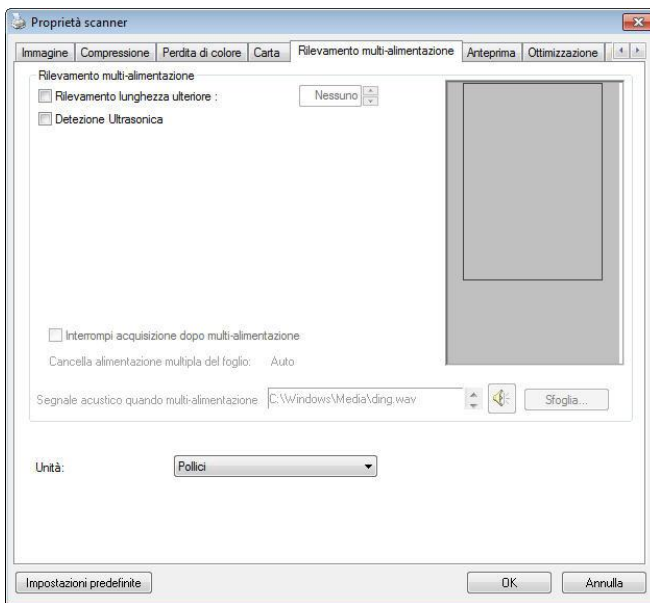 Proprietà scanner
Immagine Compressione Perdita di colore Carta Rilevamento multi-alimentazione Anteprima Ottimizzazione
Rilevamento multi-alimentazione
Rilevamento lunghezza ulteriore : Nessuno
Detezione Ultrasonica
Interrompi acquisizione dopo multi-alimentazione
Cancella alimentazione multipla del foglio: Auto
Segnale acustico quando multi-alimentazione C:\Windows\Media\ding.wav Sfoglia...
Unità: Pollici
Impostazioni predefinite OK Annulla